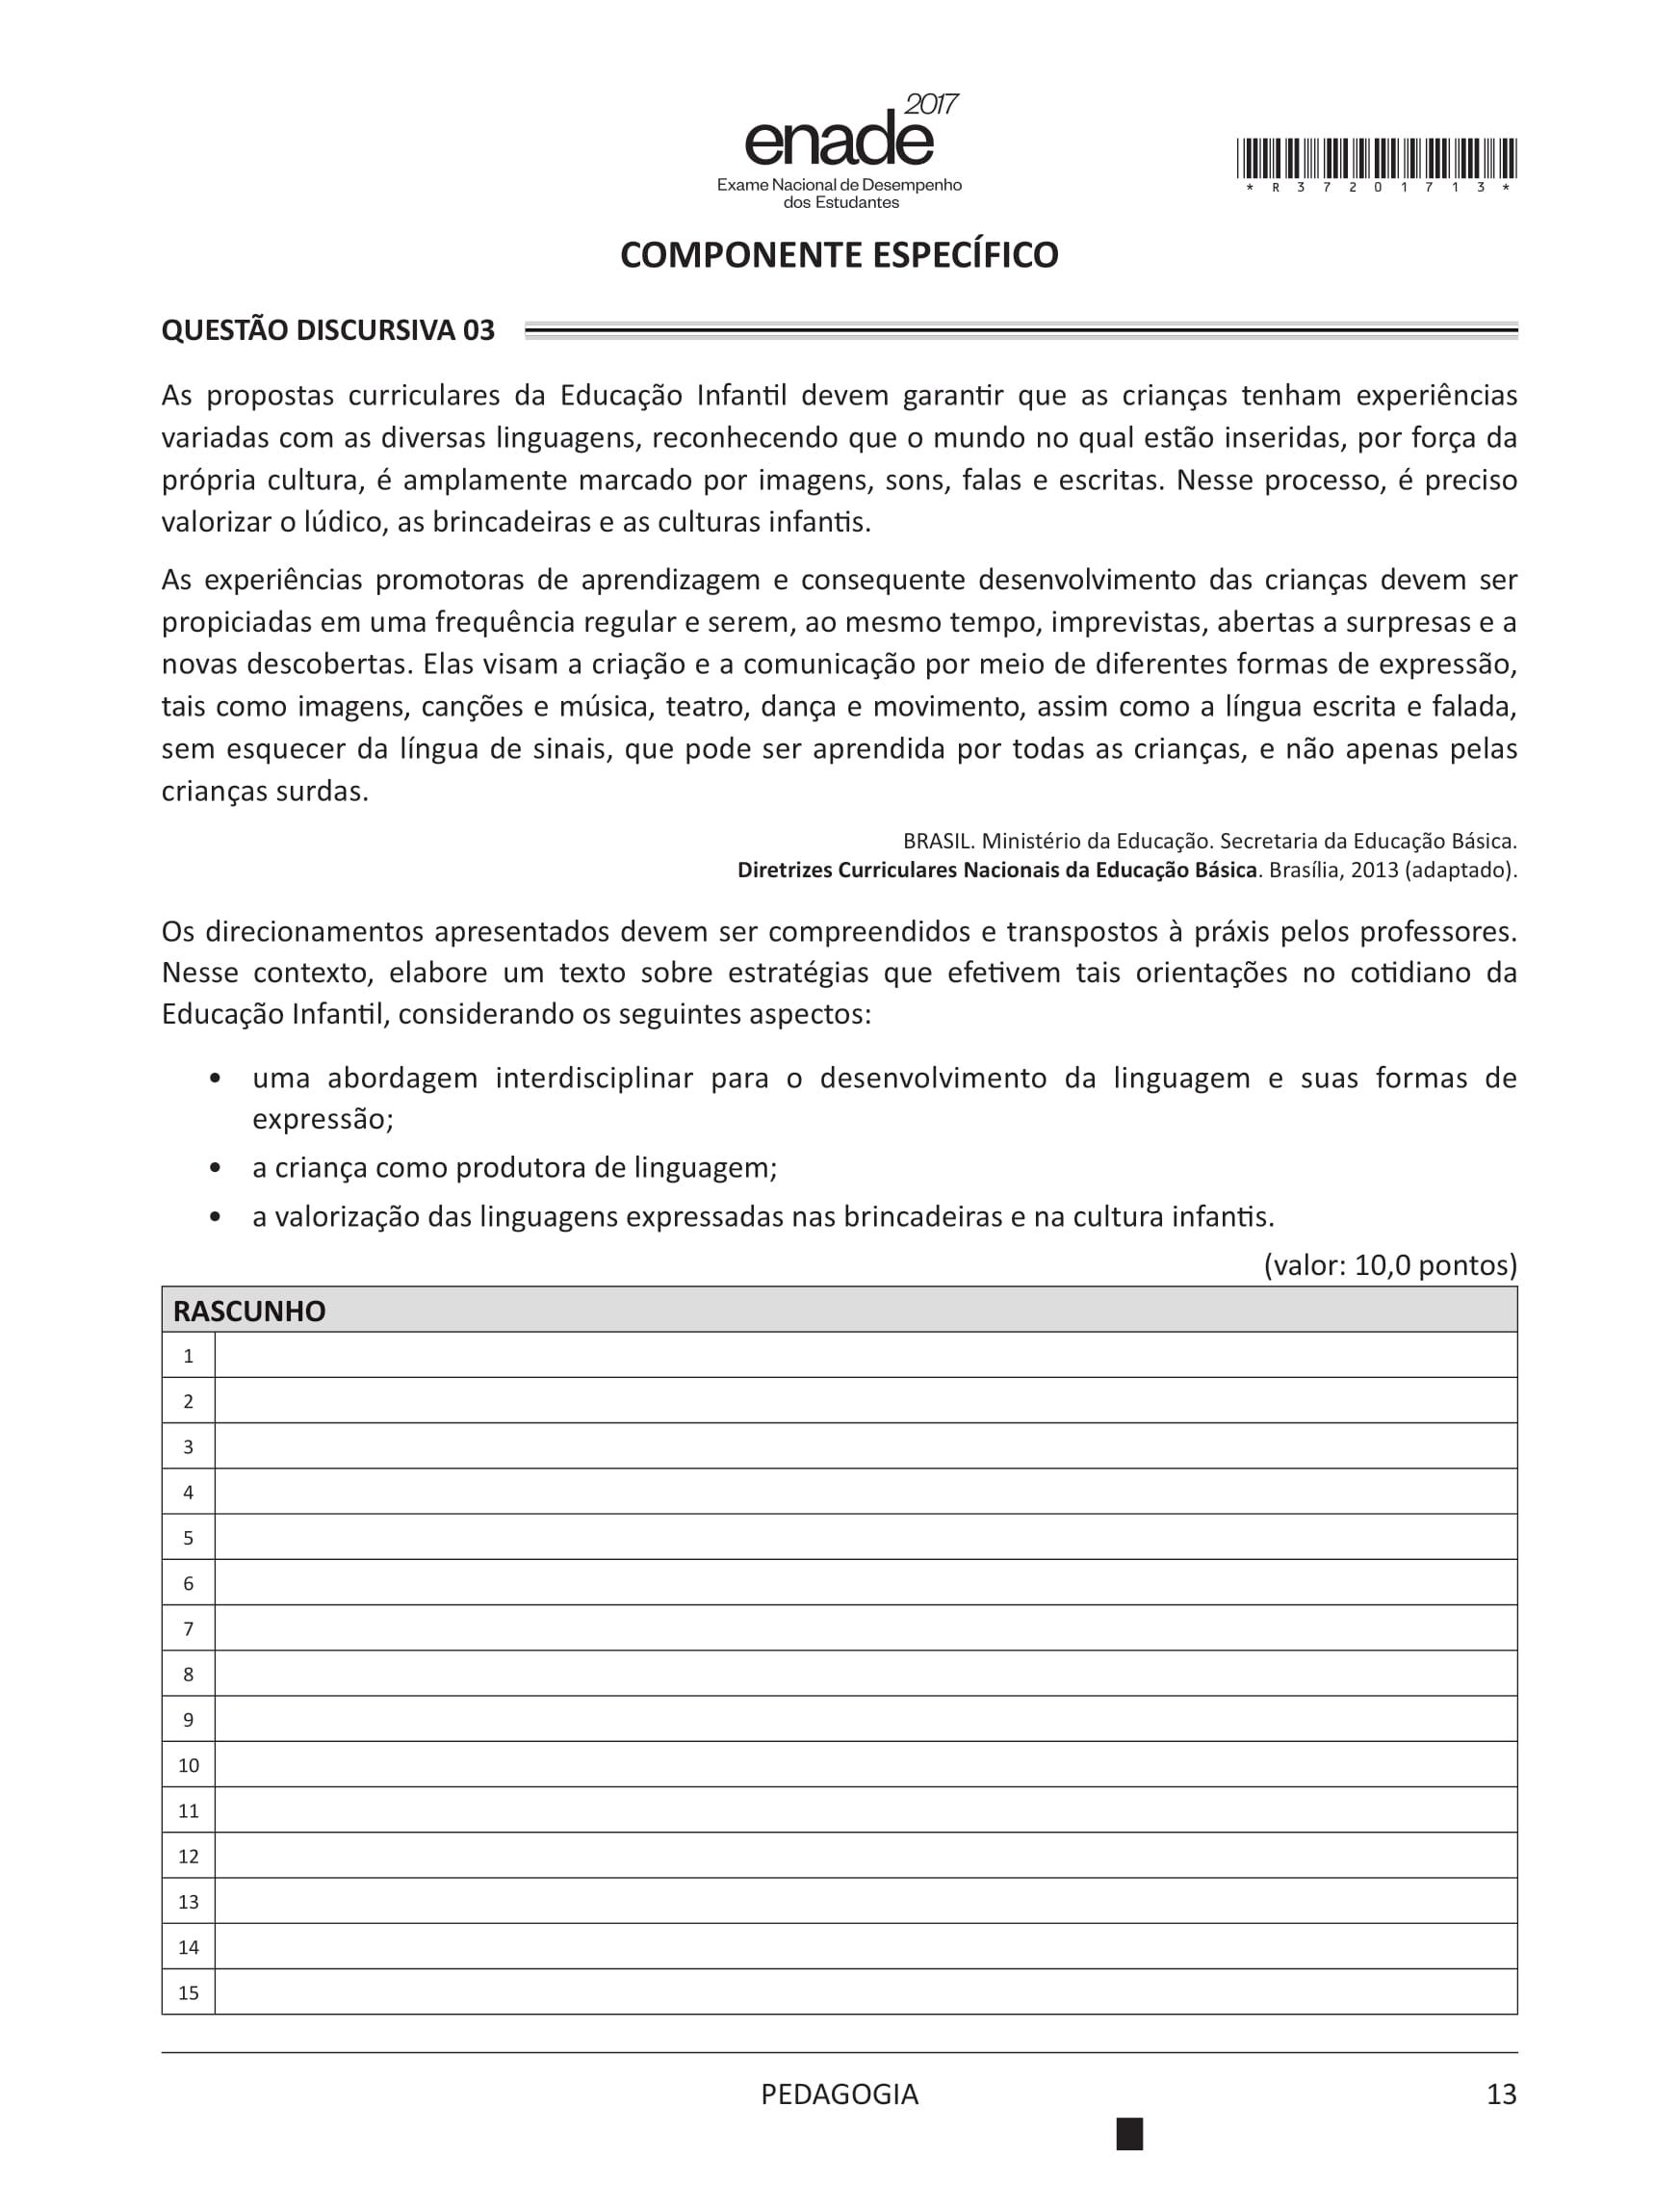 2017
enade
Exame Nacional de Desempenho
dos Estudantes
* R 3 7 2 0 1 7 1 3 *
COMPONENTE ESPECÍFICO
QUESTÃO DISCURSIVA 03
As propostas curriculares da Educação Infantil devem garantir que as crianças tenham experiências
variadas com as diversas linguagens, reconhecendo que o mundo no qual estão inseridas, por força da
própria cultura, é amplamente marcado por imagens, sons, falas e escritas. Nesse processo, é preciso
valorizar o lúdico, as brincadeiras e as culturas infantis.
As experiências promotoras de aprendizagem e consequente desenvolvimento das crianças devem ser
propiciadas em uma frequência regular e serem, ao mesmo tempo, imprevistas, abertas a surpresas e a
novas descobertas. Elas visam a criação e a comunicação por meio de diferentes formas de expressão,
tais como imagens, canções e música, teatro, dança e movimento, assim como a língua escrita e falada,
sem esquecer da língua de sinais, que pode ser aprendida por todas as crianças, e não apenas pelas
crianças surdas.
BRASIL. Ministério da Educação. Secretaria da Educação Básica.
Diretrizes Curriculares Nacionais da Educação Básica. Brasília, 2013 (adaptado).
Os direcionamentos apresentados devem ser compreendidos e transpostos à práxis pelos professores.
Nesse contexto, elabore um texto sobre estratégias que efetivem tais orientações no cotidiano da
Educação Infantil, considerando os seguintes aspectos:
• uma abordagem interdisciplinar para o desenvolvimento da linguagem e suas formas de
expressão;
• a criança como produtora de linguagem;
• a valorização das linguagens expressadas nas brincadeiras e na cultura infantis.
(valor: 10,0 pontos)
RASCUNHO
1
2
3
4
5
6
7
8
9
10
11
12
13
14
15
PEDAGOGIA
13